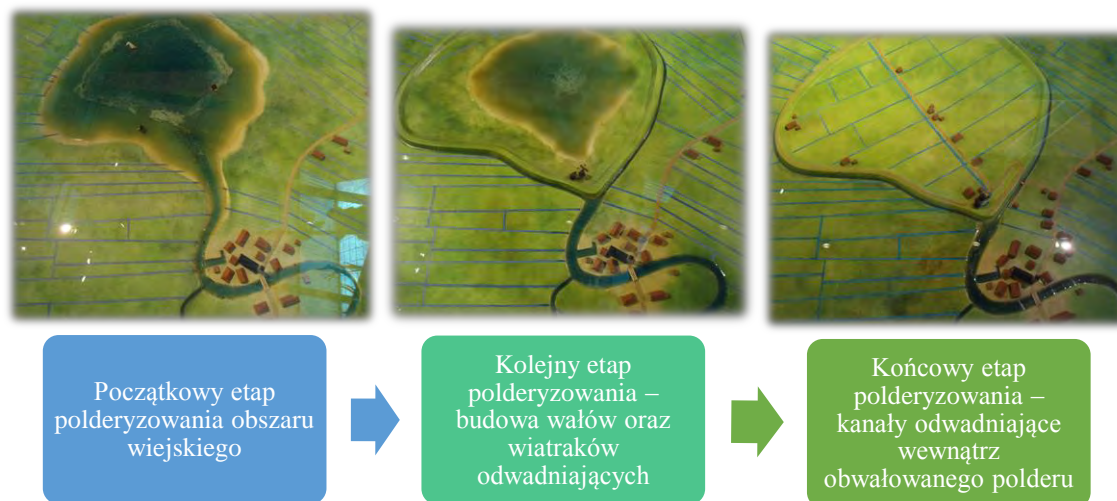 Początkowy etap
polderyzowania obszaru
wiejskiego
Kolejny etap
polderyzowania –
budowa wałów oraz
wiatraków
odwadniających
Końcowy etap
polderyzowania –
kanały odwadniające
wewnątrz
obwałowanego polderu